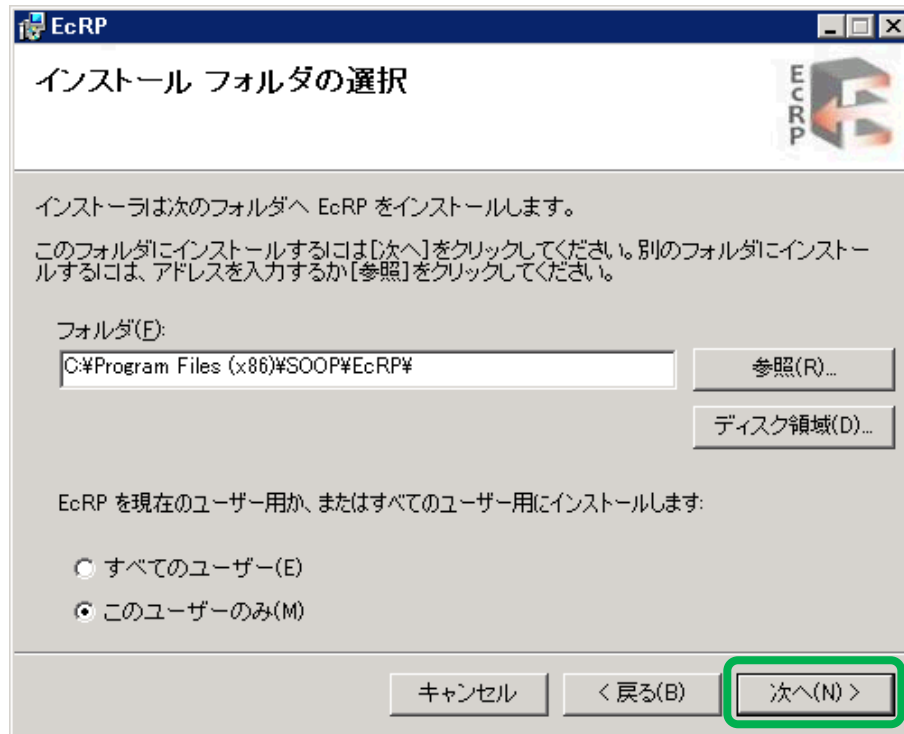 EcRP
インストール フォルダの選択
E
C
R
P
インストーラは次のフォルダへ EcRP をインストールします。
このフォルダにインストールするには[次へ]をクリックしてください。別のフォルダにインストー
ルするには、アドレスを入力するか[参照]をクリックしてください。
フォルダ(F):
C:¥Program Files (x86)¥SOOP¥EcRP¥
参照(R)...
ディスク領域(D)...
EcRP を現在のユーザー用か、またはすべてのユーザー用にインストールします:
すべてのユーザー(E)
このユーザーのみ(M)
キャンセル
< 戻る(B)
次へ(N) >